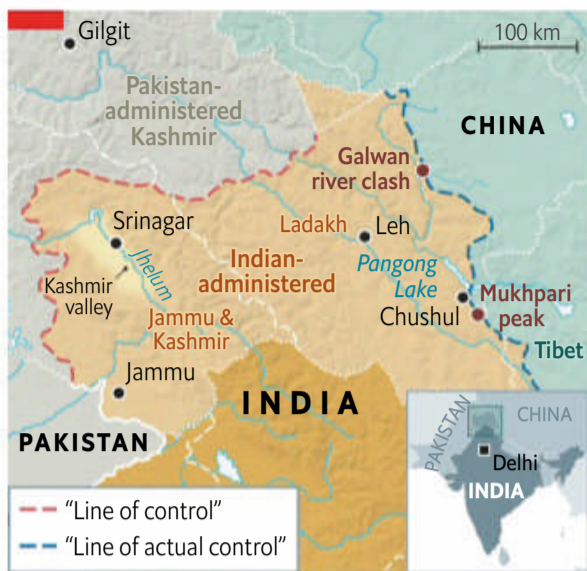 Gilgit
100 km
Pakistan-
administered
Kashmir
CHINA
Galwan
river clash
Srinagar
Ladakh
Leh
Jhelum
Indian-
administered
Pangong
Lake
Kashmir
valley
Mukhpari
peak
Chushul
Jammu &
Kashmir
Tibet
Jammu
INDIA
PAKISTAN
PAKISTAN
CHINA
Delhi
INDIA
“Line of control”
“Line of actual control”